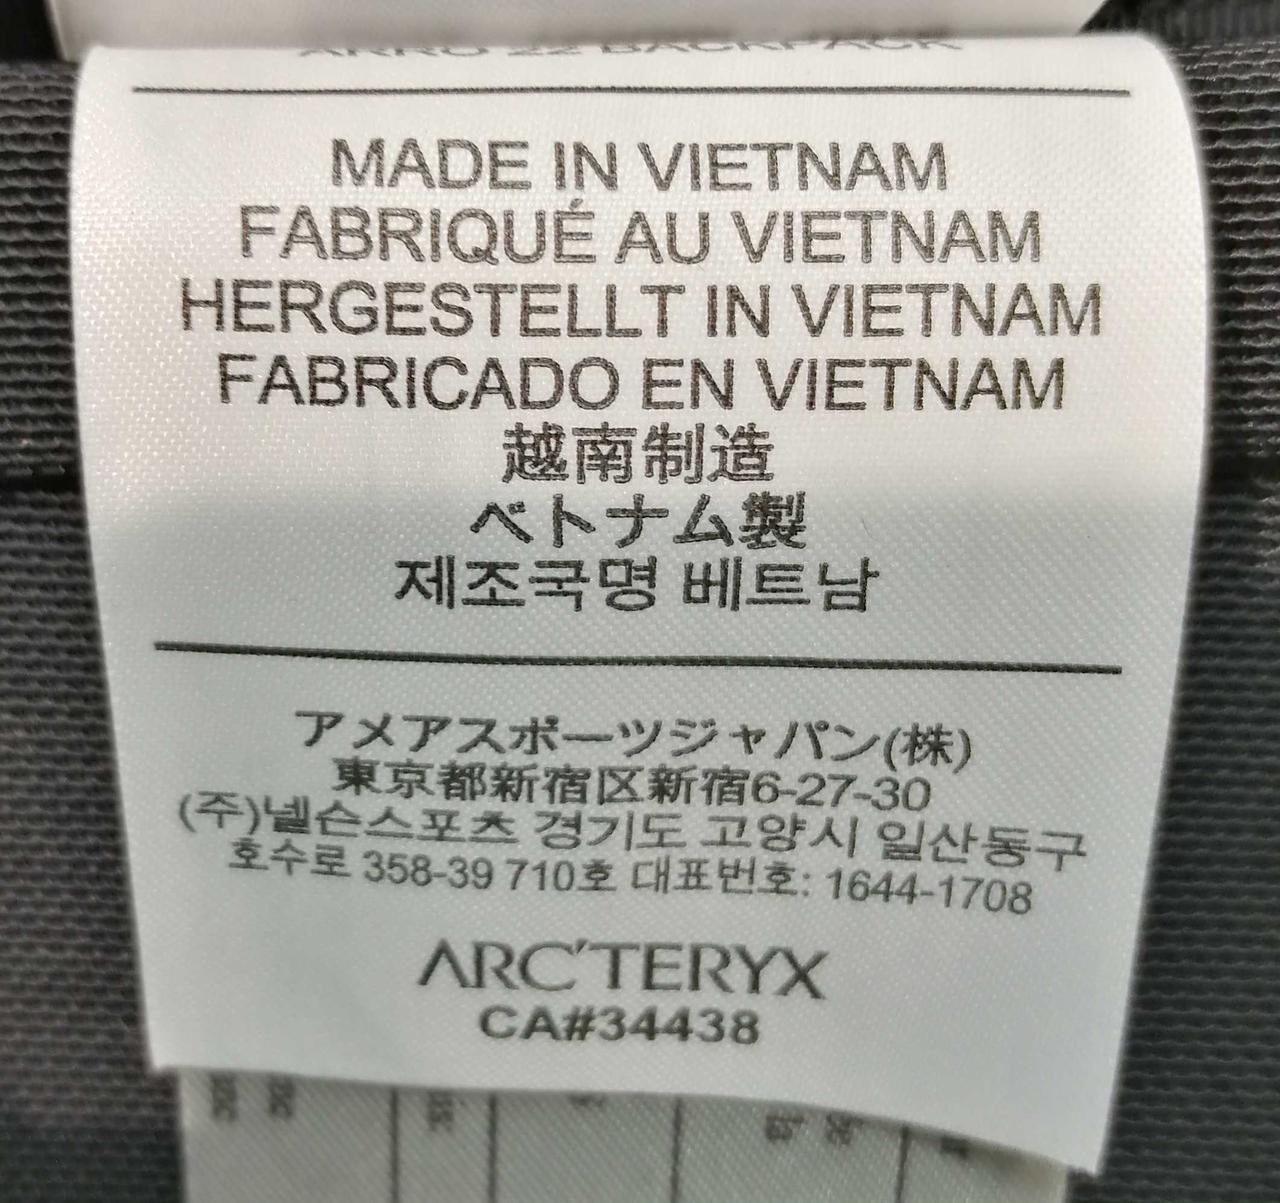 ARRO 22 BACKPACK
MADE IN VIETNAM
FABRIQUÉ AU VIETNAM
HERGESTELLT IN VIETNAM
FABRICADO EN VIETNAM
越南制造
ベトナム製
제조국명 베트남
アメアスポーツジャパン(株)
東京都新宿区新宿6-27-30
(주)넬슨스포츠 경기도 고양시 일산동구
호수로 358-39 710호 대표번호: 1644-1708
ARC'TERYX
CA#34438